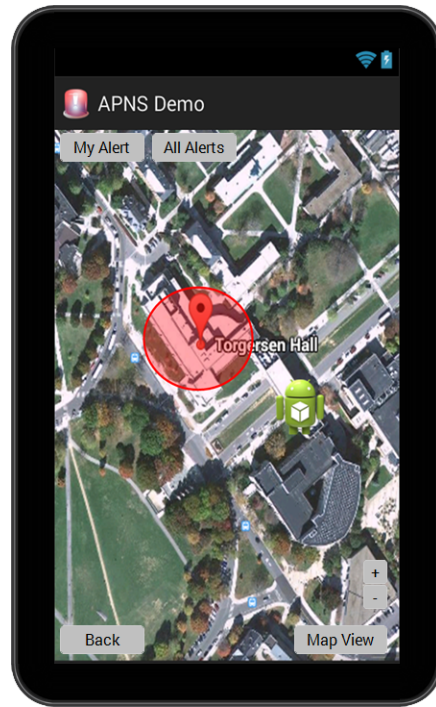 APNS Demo
My Alert All Alerts
Torgersen Hall
+
-
Back Map View